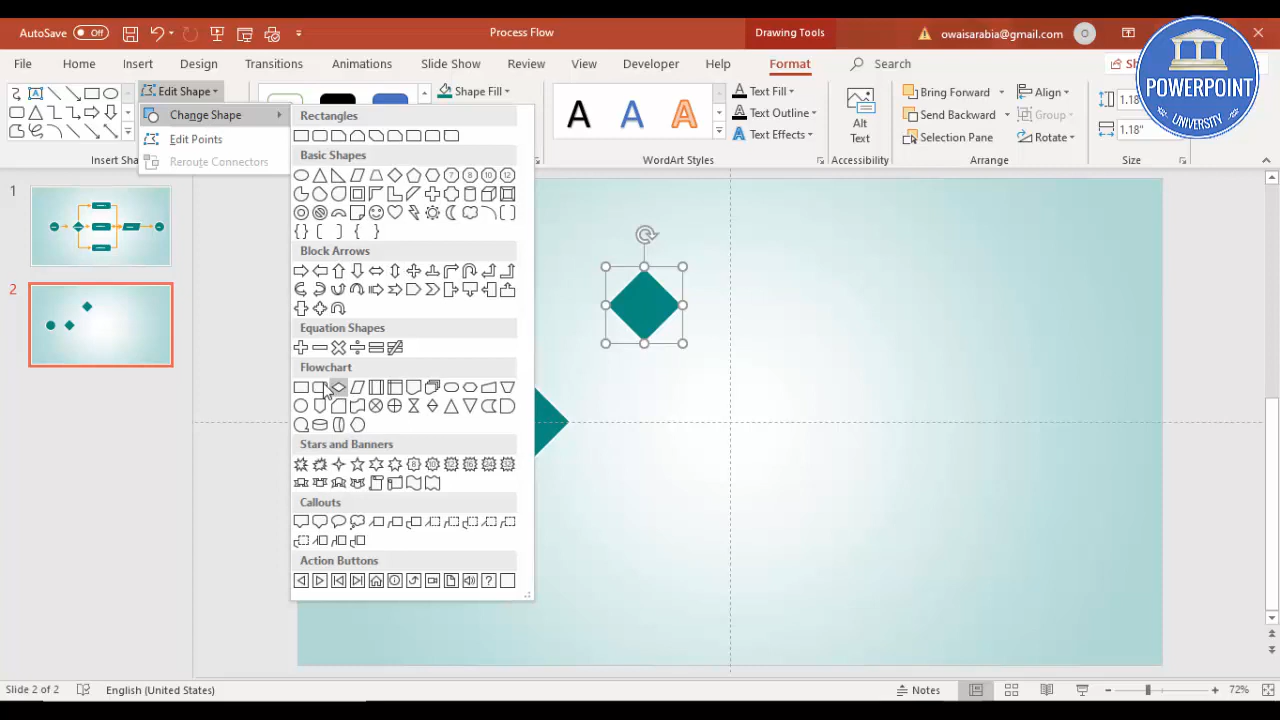 AutoSave Off
Process Flow
Drawing Tools
owaisarabia@gmail.com
O
File Home Insert Draw Design Transitions Animations Slide Show Review View Developer Help Format Search
Edit Shape
Shape Fill
Text Fill
Bring Forward
Align
1.18"
Change Shape
A A A
Text Outline
Alt
Text
Send Backward
Group
Edit Points
Text Effects
Selection Pane
Rotate
1.18"
Insert Sha
Reroute Connectors
WordArt Styles
Accessibility
Arrange
Size
POWERPOINT
UNIVERSITY
Rectangles
Basic Shapes
Block Arrows
Equation Shapes
Flowchart
Stars and Banners
Callouts
Action Buttons
1
2
Slide 2 of 2
English (United States)
Notes
72%